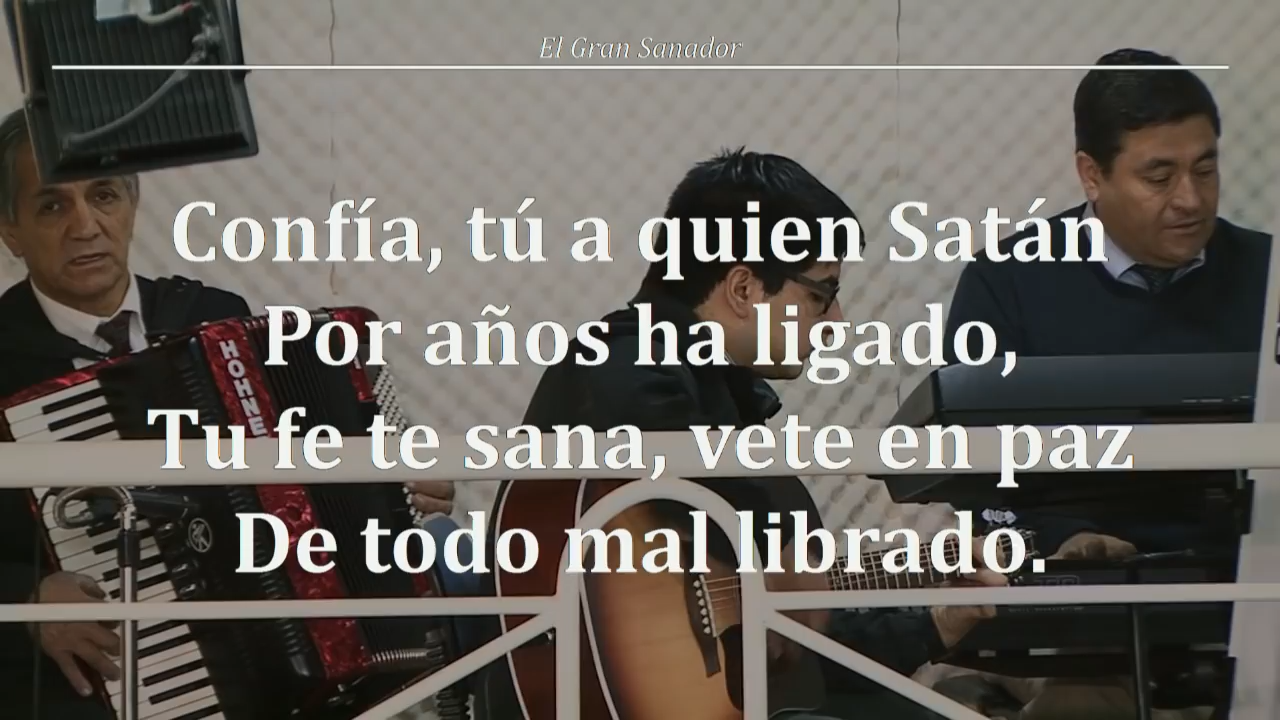 El Gran Sanador
Confía, tú a quien Satán
Por años ha ligado,
Tu fe te sana, vete en paz
De todo mal librado.
HOHNE